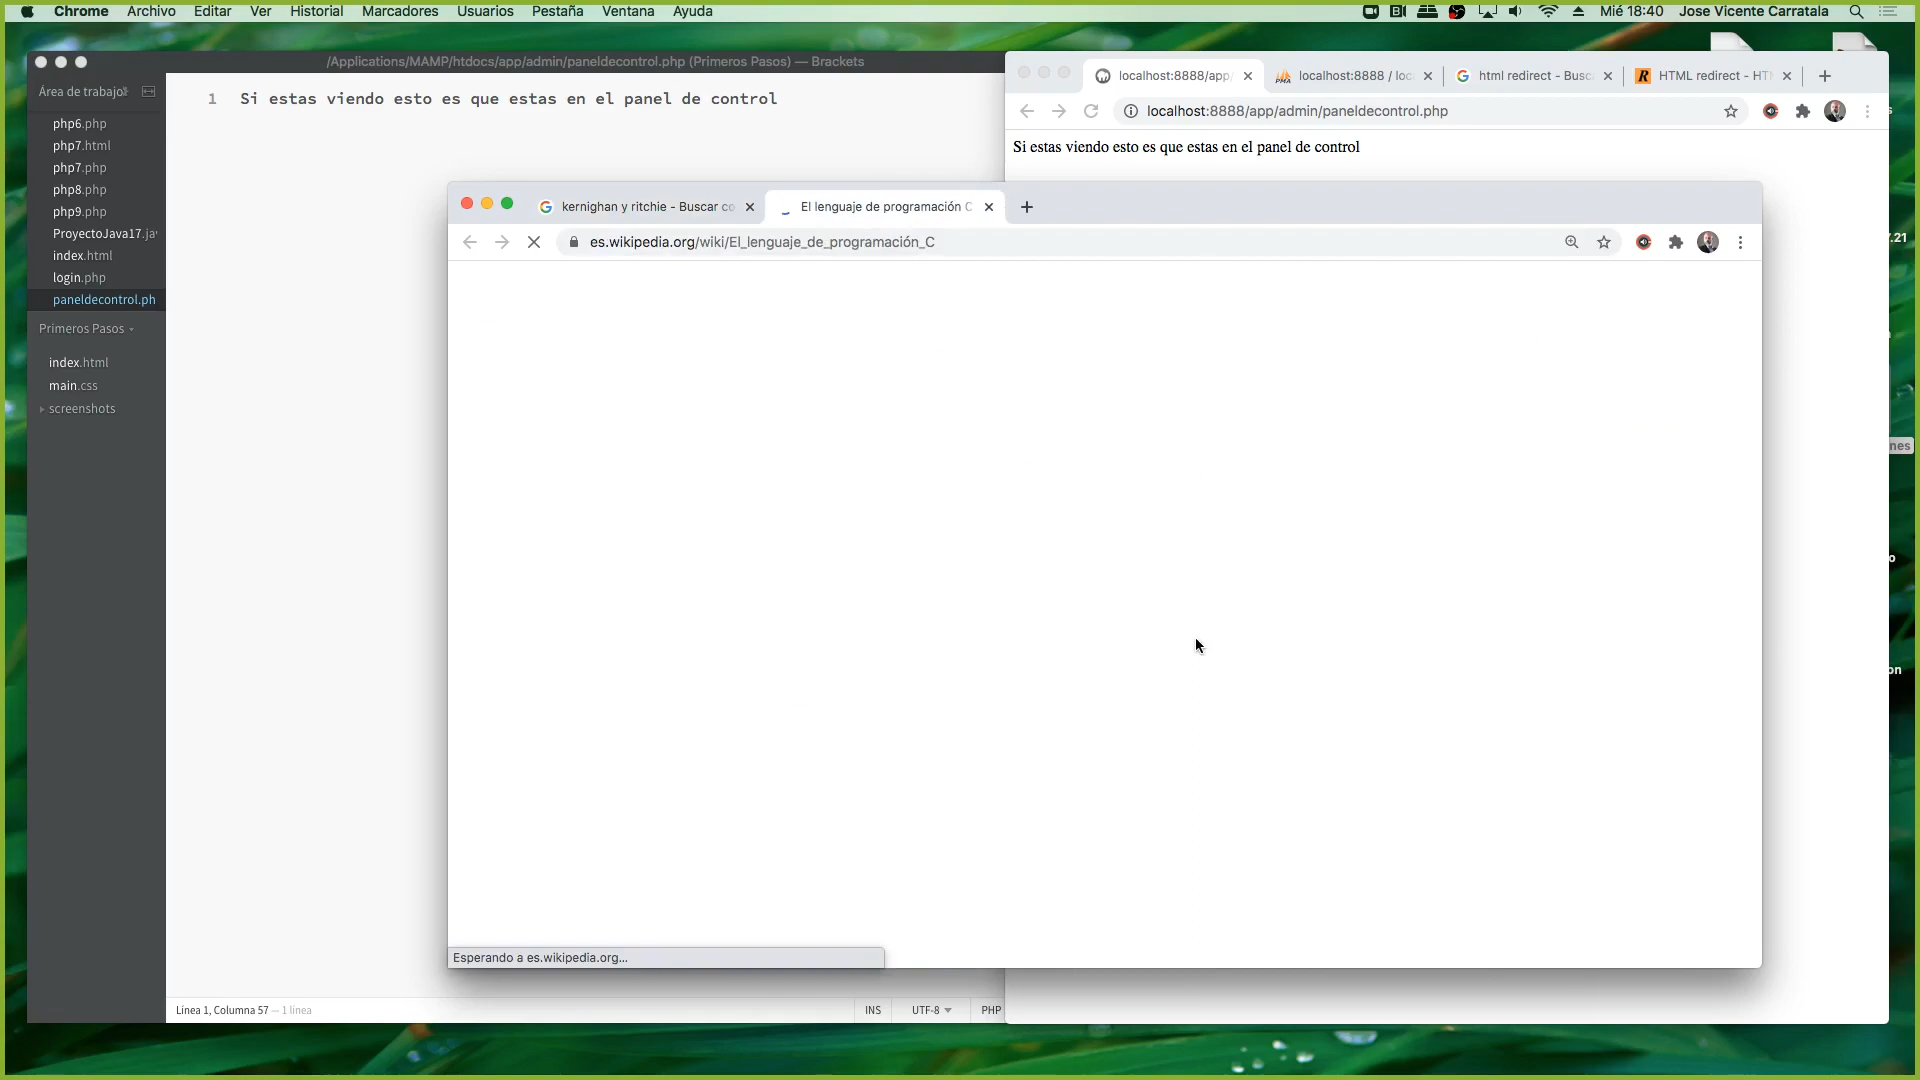 Chrome Archivo Editar Ver Historial Marcadores Usuarios Pestaña Ventana Ayuda
Mié 18:40 Jose Vicente Carratala
/Applications/MAMP/htdocs/app/admin/paneldecontrol.php (Primeros Pasos) — Brackets
Área de trabajo
php6.php
php7.html
php7.php
php8.php
php9.php
ProyectoJava17.ja
index.html
login.php
paneldecontrol.ph
Primeros Pasos
index.html
main.css
screenshots
1 Si estas viendo esto es que estas en el panel de control
Línea 1, Columna 57 — 1 línea
INS UTF-8 PHP
localhost:8888/app/ localhost:8888 / loc html redirect - Busc HTML redirect - HT
localhost:8888/app/admin/paneldecontrol.php
Si estas viendo esto es que estas en el panel de control
kernighan y ritchie - Buscar co El lenguaje de programación C
es.wikipedia.org/wiki/El_lenguaje_de_programación_C
Esperando a es.wikipedia.org...
7.21
nes
on